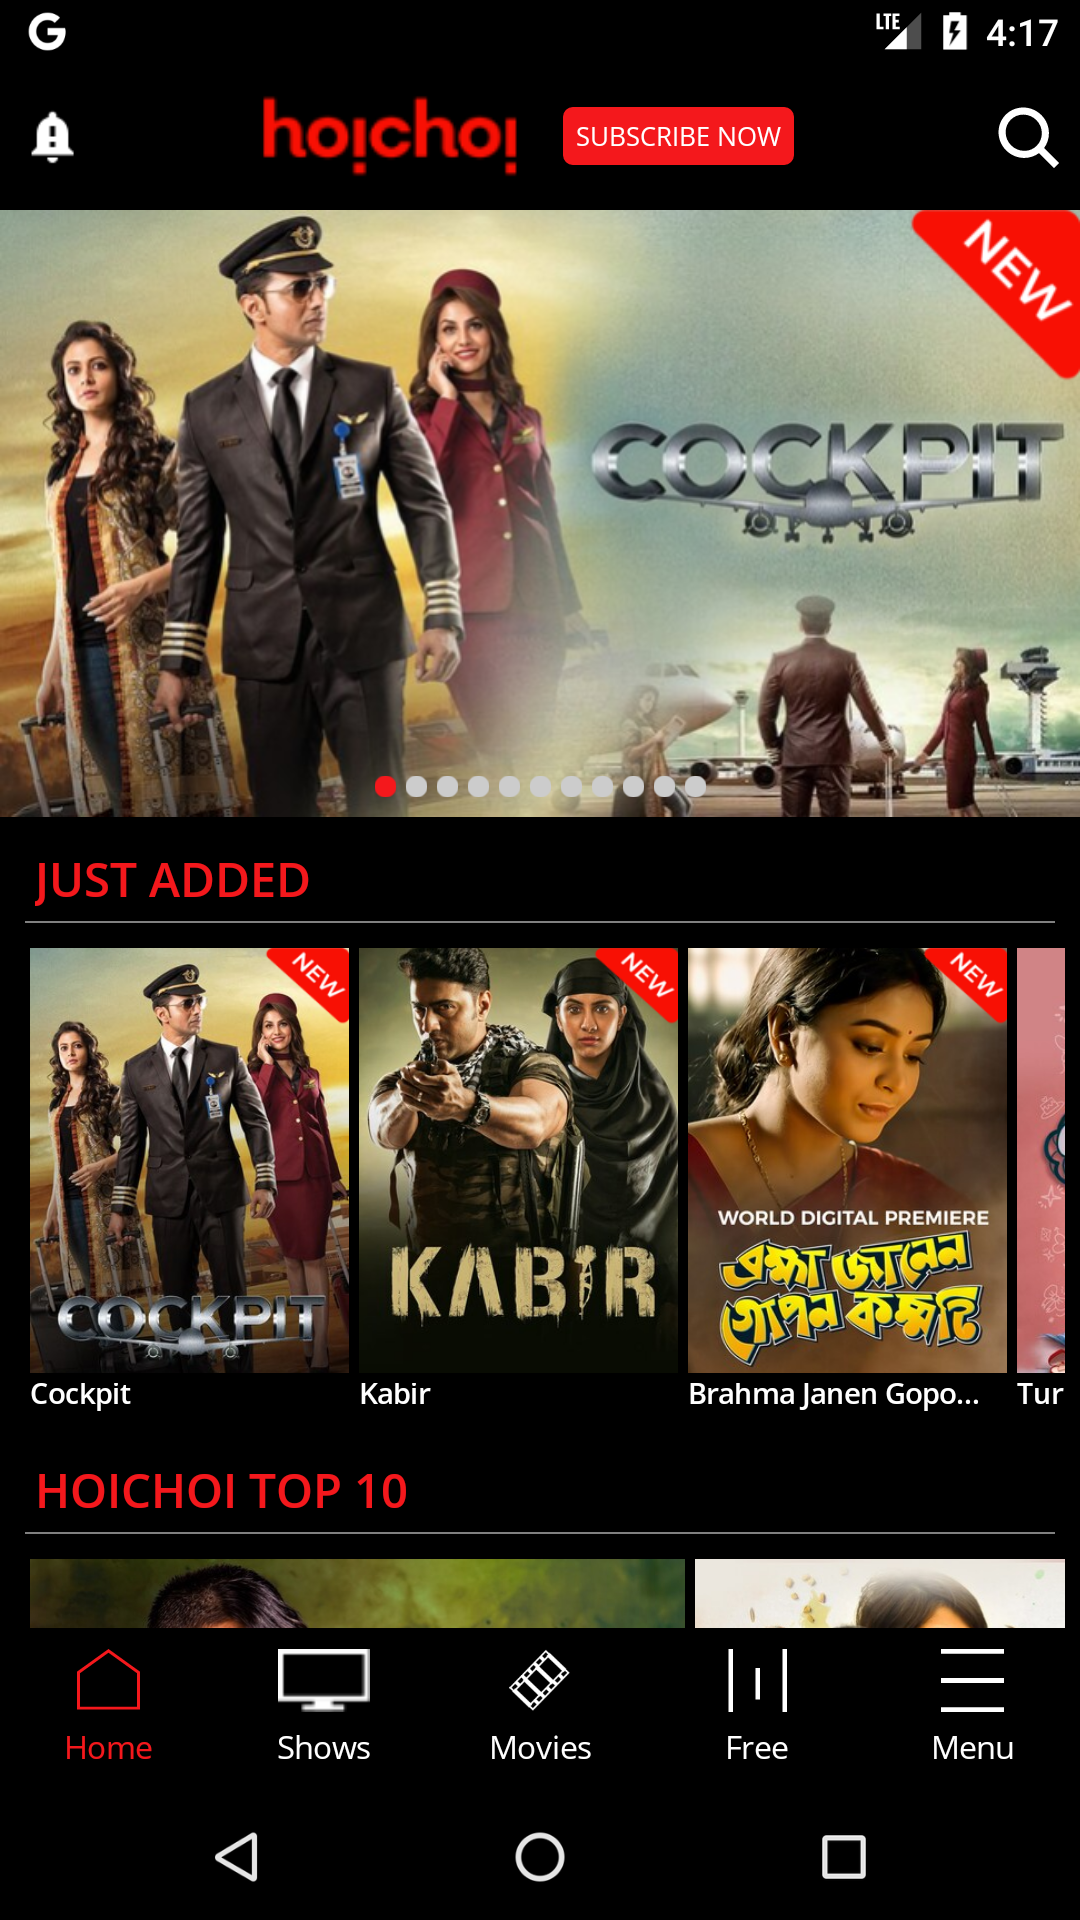 LTE 4:17
hoichoi SUBSCRIBE NOW
NEW
COCKPIT
JUST ADDED
NEW
NEW
NEW
COCKPIT
KABIR
WORLD DIGITAL PREMIERE
ব্রহ্মা জানেন
গোপন কম্মটি
Cockpit
Kabir
Brahma Janen Gopo...
Tur
HOICHOI TOP 10
Home
Shows
Movies
Free
Menu